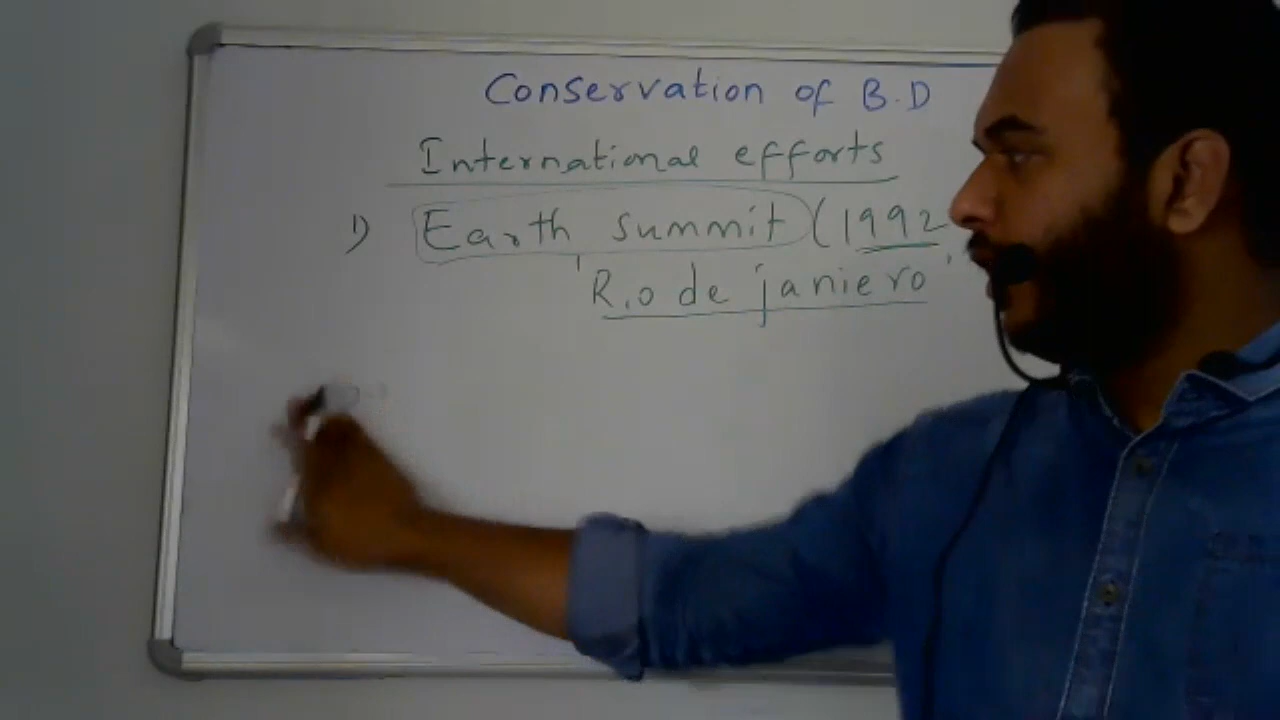 Conservation of B.D
International efforts
1) Earth summit (1992
'Rio de janiero'